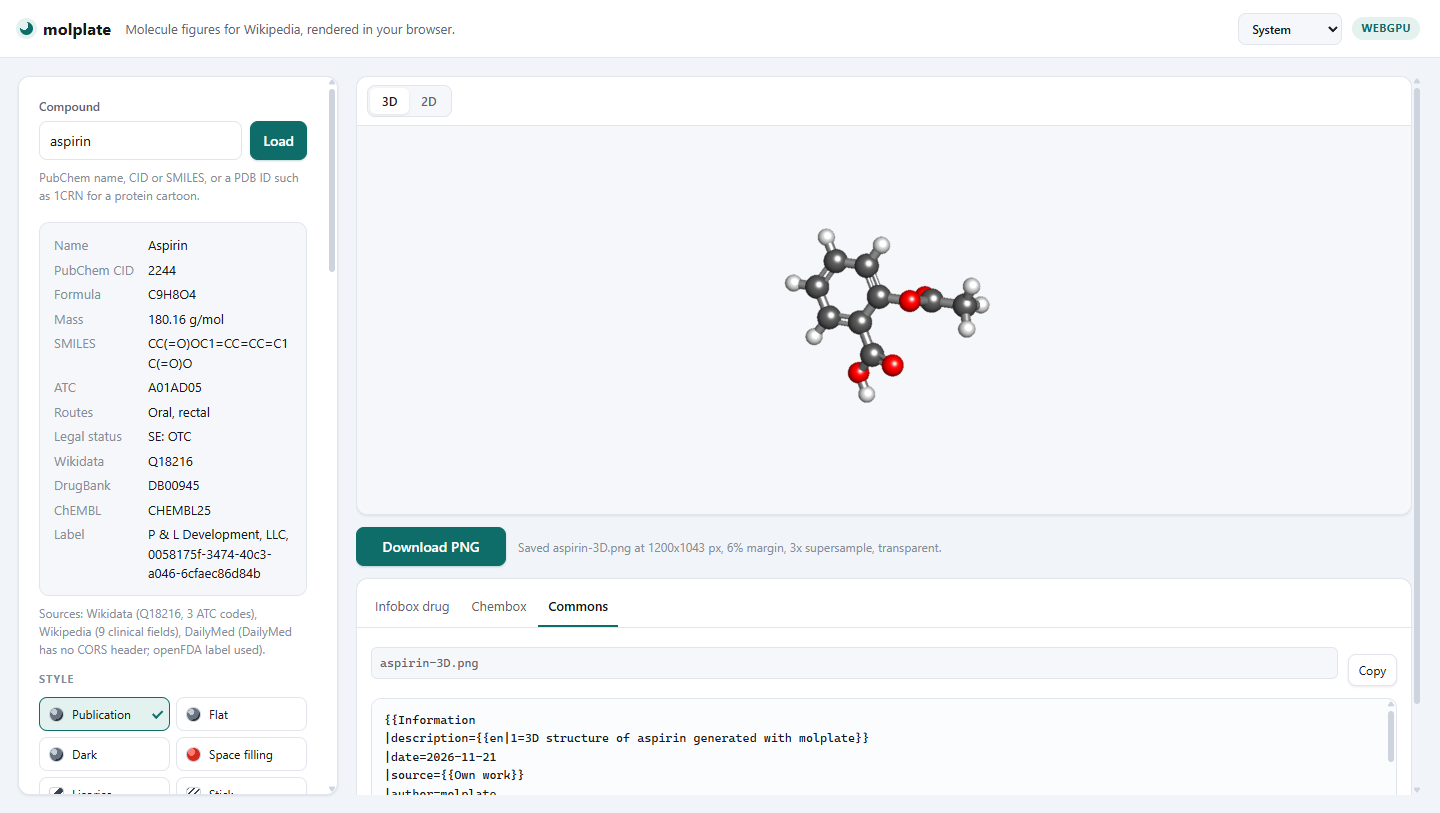 molplate
Molecule figures for Wikipedia, rendered in your browser.
System
WEBGPU
Compound
aspirin
Load
PubChem name, CID or SMILES, or a PDB ID such
as 1CRN for a protein cartoon.
Name Aspirin
PubChem CID 2244
Formula C9H8O4
Mass 180.16 g/mol
SMILES CC(=O)OC1=CC=CC=C1
C(=O)O
ATC A01AD05
Routes Oral, rectal
Legal status SE: OTC
Wikidata Q18216
DrugBank DB00945
ChEMBL CHEMBL25
Label P & L Development, LLC,
0058175f-3474-40c3-
a046-6cfaec86d84b
Sources: Wikidata (Q18216, 3 ATC codes),
Wikipedia (9 clinical fields), DailyMed (DailyMed
has no CORS header; openFDA label used).
STYLE
Publication
Flat
Dark
Space filling
Licorice
Stick
3D 2D
Download PNG
Saved aspirin-3D.png at 1200x1043 px, 6% margin, 3x supersample, transparent.
Infobox drug Chembox Commons
aspirin-3D.png
Copy
{{Information
|description={{en|1=3D structure of aspirin generated with molplate}}
|date=2026-11-21
|source={{Own work}}
|author=molplate